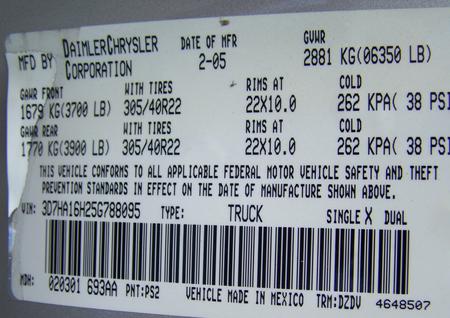 MFD BY DAIMLERCHRYSLER CORPORATION DATE OF MFR 2-05 GVWR 2881 KG(06350 LB)
GAWR FRONT WITH TIRES RIMS AT COLD
1679 KG(3700 LB) 305/40R22 22X10.0 262 KPA( 38 PSI
GAWR REAR WITH TIRES RIMS AT COLD
1770 KG(3900 LB) 305/40R22 22X10.0 262 KPA( 38 PSI
THIS VEHICLE CONFORMS TO ALL APPLICABLE FEDERAL MOTOR VEHICLE SAFETY AND THEFT
PREVENTION STANDARDS IN EFFECT ON THE DATE OF MANUFACTURE SHOWN ABOVE.
VIN: 3D7HA16H25G788095 TYPE: TRUCK SINGLE X DUAL
MDH: 020301 693AA PNT:PS2 VEHICLE MADE IN MEXICO TRM:DZDV 4648507